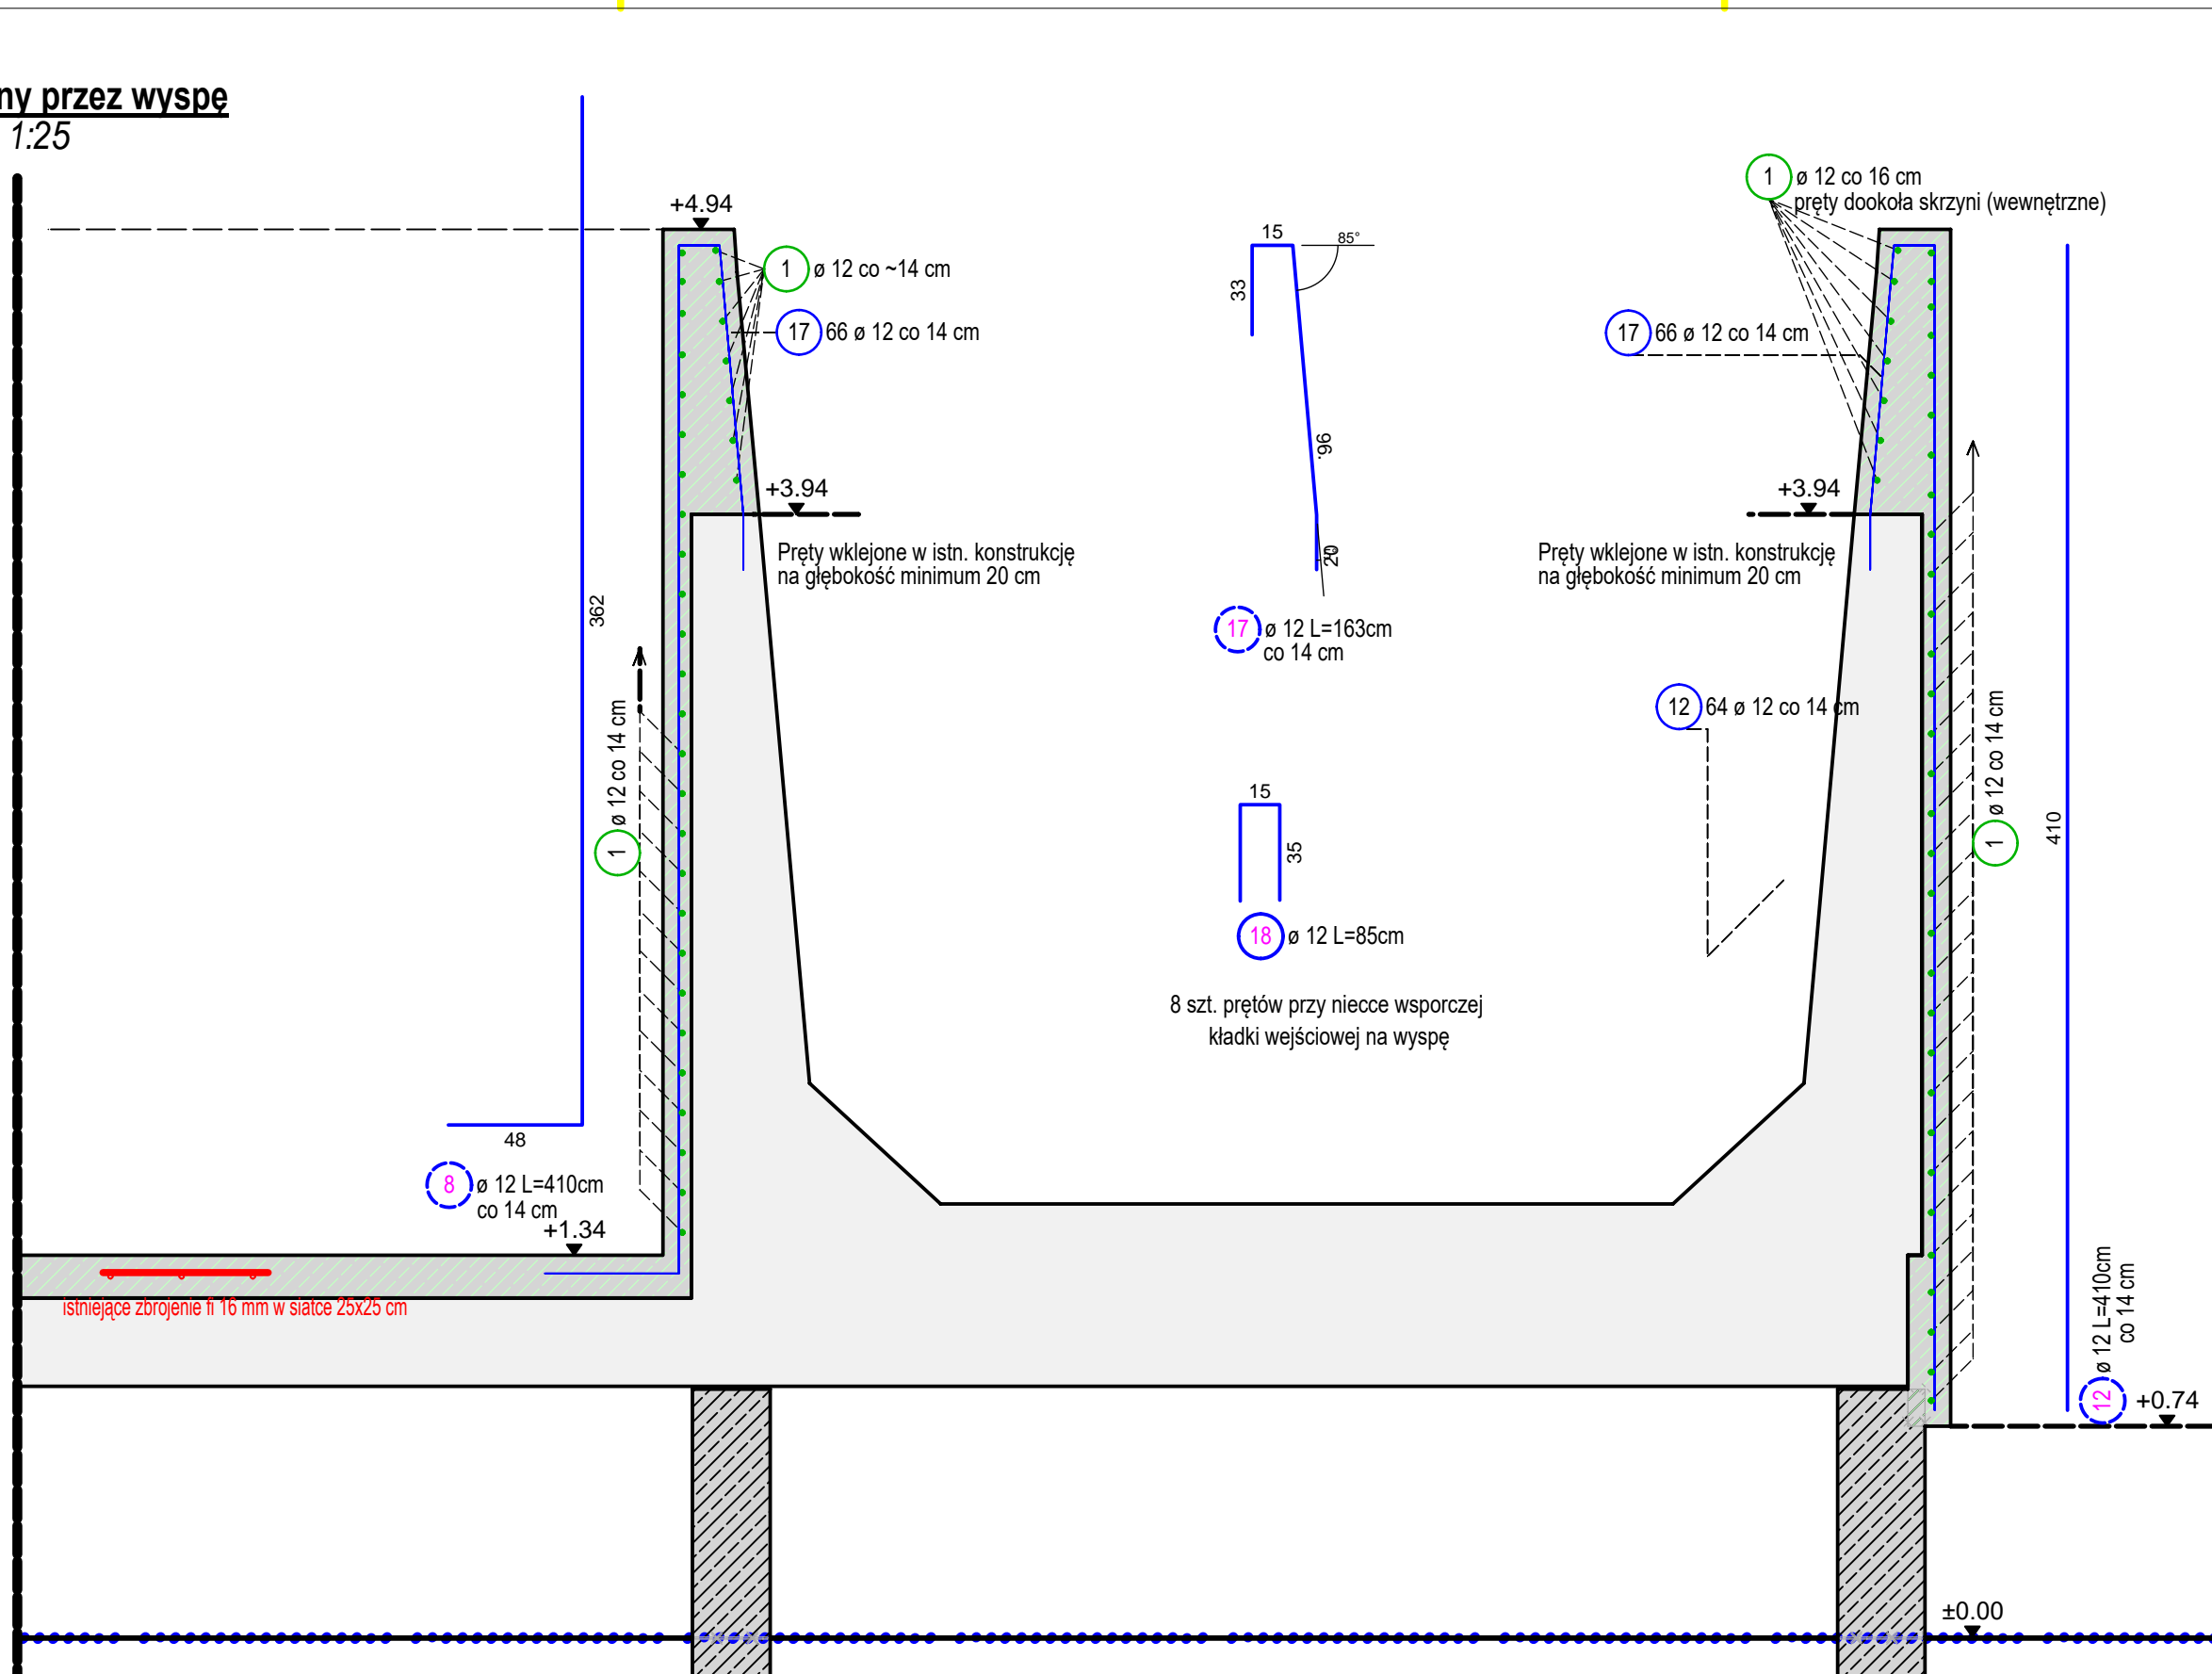 ny przez wyspę
1:25
+4.94
1 ø 12 co ~14 cm
17 66 ø 12 co 14 cm
15
85°
33
96.
20
1 ø 12 co 16 cm
pręty dookoła skrzyni (wewnętrzne)
17 66 ø 12 co 14 cm
+3.94
+3.94
Pręty wklejone w istn. konstrukcję
na głębokość minimum 20 cm
Pręty wklejone w istn. konstrukcję
na głębokość minimum 20 cm
362
17 ø 12 L=163cm
co 14 cm
12 64 ø 12 co 14 cm
1 ø 12 co 14 cm
1 ø 12 co 14 cm
410
15
35
18 ø 12 L=85cm
8 szt. prętów przy niecce wsporczej
kładki wejściowej na wyspę
48
8 ø 12 L=410cm
co 14 cm
+1.34
istniejące zbrojenie fi 16 mm w siatce 25x25 cm
12 ø 12 L=410cm
co 14 cm
+0.74
±0.00